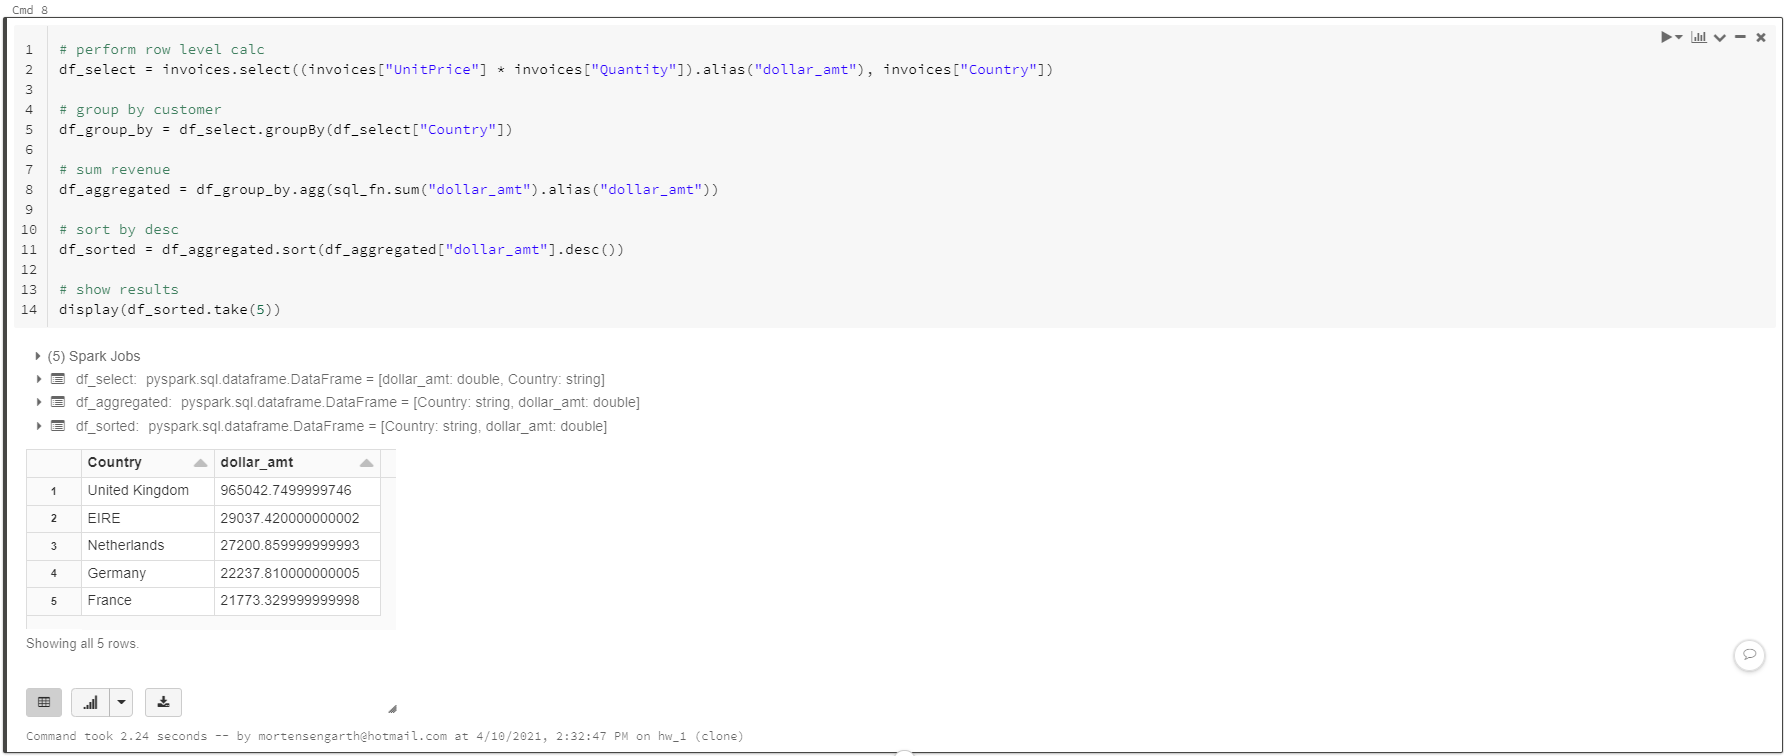 Cmd 8
1 # perform row level calc
2 df_select = invoices.select((invoices["UnitPrice"] * invoices["Quantity"]).alias("dollar_amt"), invoices["Country"])
3
4 # group by customer
5 df_group_by = df_select.groupBy(df_select["Country"])
6
7 # sum revenue
8 df_aggregated = df_group_by.agg(sql_fn.sum("dollar_amt").alias("dollar_amt"))
9
10 # sort by desc
11 df_sorted = df_aggregated.sort(df_aggregated["dollar_amt"].desc())
12
13 # show results
14 display(df_sorted.take(5))
(5) Spark Jobs
df_select: pyspark.sql.dataframe.DataFrame = [dollar_amt: double, Country: string]
df_aggregated: pyspark.sql.dataframe.DataFrame = [Country: string, dollar_amt: double]
df_sorted: pyspark.sql.dataframe.DataFrame = [Country: string, dollar_amt: double]
Country dollar_amt
1 United Kingdom 965042.7499999746
2 EIRE 29037.420000000002
3 Netherlands 27200.859999999993
4 Germany 22237.810000000005
5 France 21773.329999999998
Showing all 5 rows.
Command took 2.24 seconds -- by mortensengarth@hotmail.com at 4/10/2021, 2:32:47 PM on hw_1 (clone)